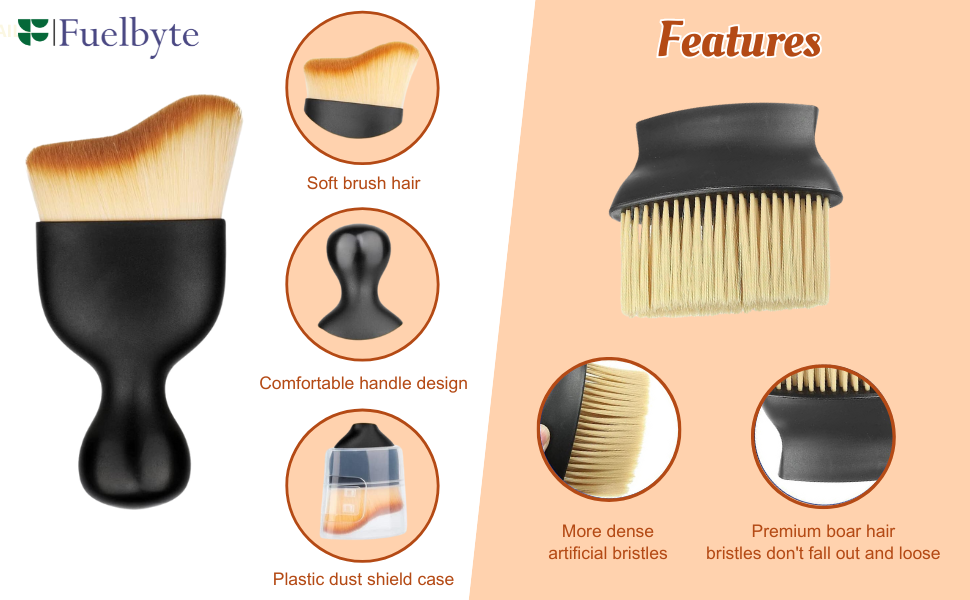 Fuelbyte
Features
Soft brush hair
Comfortable handle design
Plastic dust shield case
More dense
artificial bristles
Premium boar hair
bristles don't fall out and loose